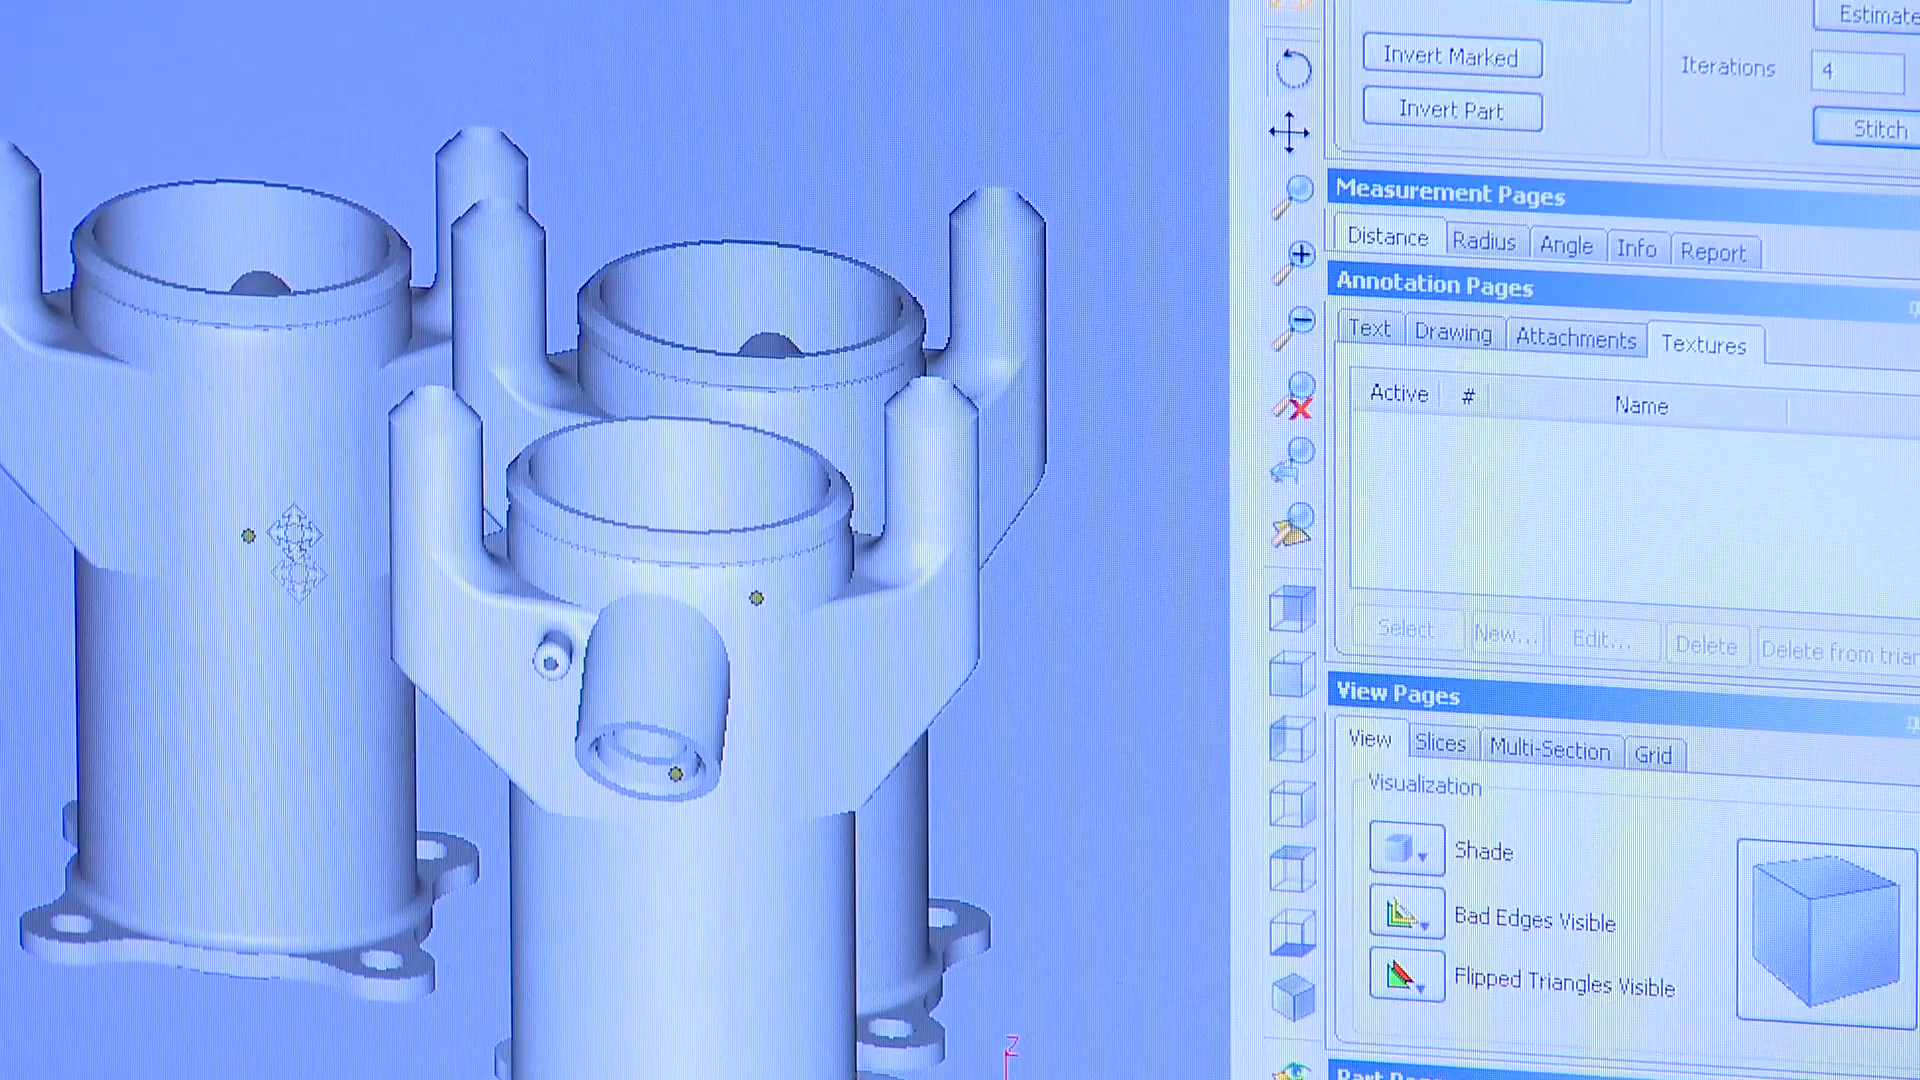 Estimate
Invert Marked
Iterations 4
Invert Part
Stitch
Measurement Pages
Distance Radius Angle Info Report
Annotation Pages
Text Drawing Attachments Textures
Active # Name
Select New... Edit... Delete Delete from trian
View Pages
View Slices Multi-Section Grid
Visualization
Shade
Bad Edges Visible
Flipped Triangles Visible
Z
Part